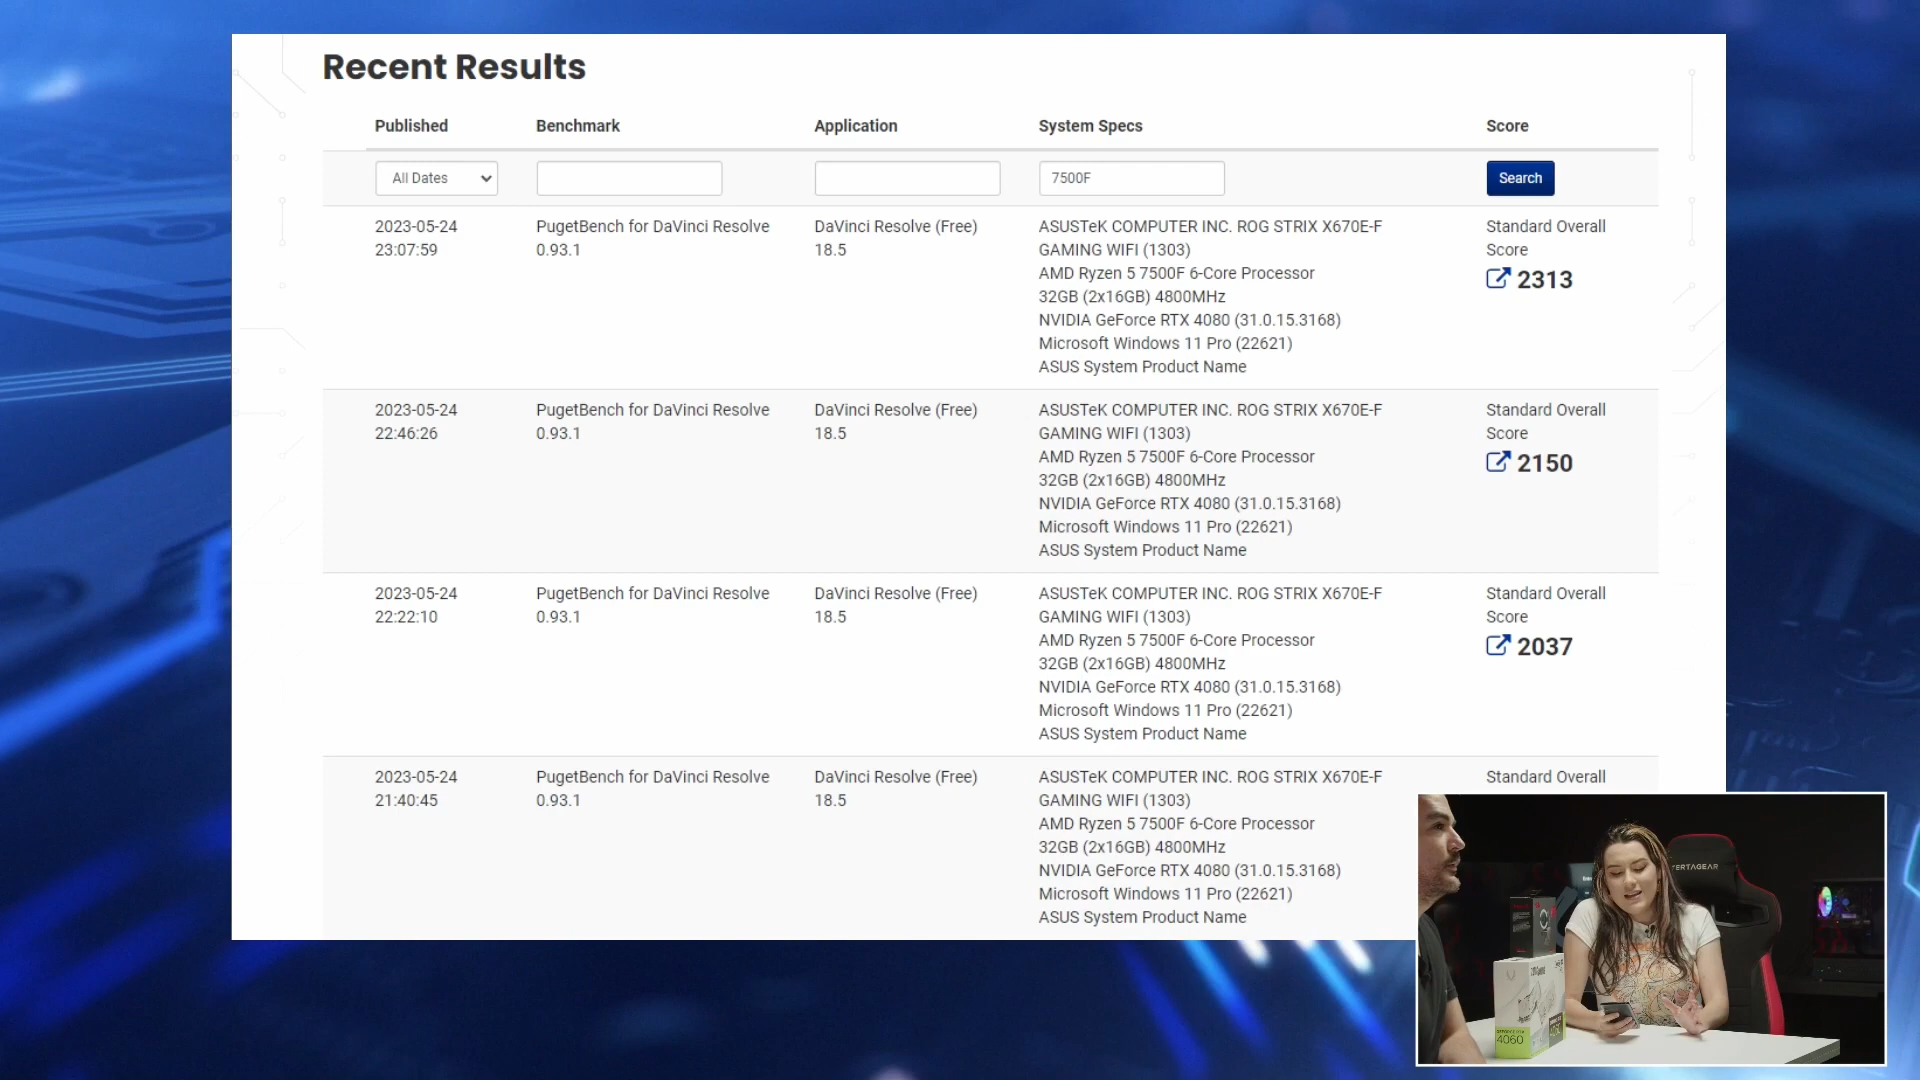 Recent Results
Published Benchmark Application System Specs Score
All Dates 7500F Search
2023-05-24
23:07:59
PugetBench for DaVinci Resolve
0.93.1
DaVinci Resolve (Free)
18.5
ASUSTeK COMPUTER INC. ROG STRIX X670E-F
GAMING WIFI (1303)
AMD Ryzen 5 7500F 6-Core Processor
32GB (2x16GB) 4800MHz
NVIDIA GeForce RTX 4080 (31.0.15.3168)
Microsoft Windows 11 Pro (22621)
ASUS System Product Name
Standard Overall
Score
2313
2023-05-24
22:46:26
PugetBench for DaVinci Resolve
0.93.1
DaVinci Resolve (Free)
18.5
ASUSTeK COMPUTER INC. ROG STRIX X670E-F
GAMING WIFI (1303)
AMD Ryzen 5 7500F 6-Core Processor
32GB (2x16GB) 4800MHz
NVIDIA GeForce RTX 4080 (31.0.15.3168)
Microsoft Windows 11 Pro (22621)
ASUS System Product Name
Standard Overall
Score
2150
2023-05-24
22:22:10
PugetBench for DaVinci Resolve
0.93.1
DaVinci Resolve (Free)
18.5
ASUSTeK COMPUTER INC. ROG STRIX X670E-F
GAMING WIFI (1303)
AMD Ryzen 5 7500F 6-Core Processor
32GB (2x16GB) 4800MHz
NVIDIA GeForce RTX 4080 (31.0.15.3168)
Microsoft Windows 11 Pro (22621)
ASUS System Product Name
Standard Overall
Score
2037
2023-05-24
21:40:45
PugetBench for DaVinci Resolve
0.93.1
DaVinci Resolve (Free)
18.5
ASUSTeK COMPUTER INC. ROG STRIX X670E-F
GAMING WIFI (1303)
AMD Ryzen 5 7500F 6-Core Processor
32GB (2x16GB) 4800MHz
NVIDIA GeForce RTX 4080 (31.0.15.3168)
Microsoft Windows 11 Pro (22621)
ASUS System Product Name
Standard Overall
ERTAGEAR
4060